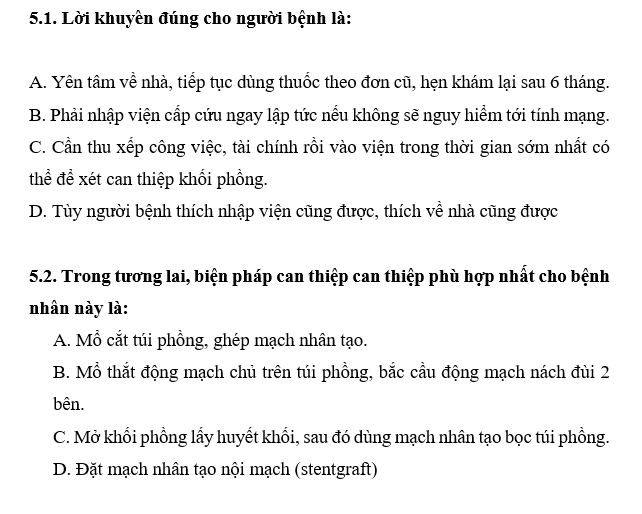 5.1. Lời khuyên đúng cho người bệnh là:
A. Yên tâm về nhà, tiếp tục dùng thuốc theo đơn cũ, hẹn khám lại sau 6 tháng.
B. Phải nhập viện cấp cứu ngay lập tức nếu không sẽ nguy hiểm tới tính mạng.
C. Cần thu xếp công việc, tài chính rồi vào viện trong thời gian sớm nhất có
thể để xét can thiệp khối phồng.
D. Tùy người bệnh thích nhập viện cũng được, thích về nhà cũng được
5.2. Trong tương lai, biện pháp can thiệp can thiệp phù hợp nhất cho bệnh
nhân này là:
A. Mổ cắt túi phồng, ghép mạch nhân tạo.
B. Mổ thắt động mạch chủ trên túi phồng, bắc cầu động mạch nách đùi 2
bên.
C. Mở khối phồng lấy huyết khối, sau đó dùng mạch nhân tạo bọc túi phồng.
D. Đặt mạch nhân tạo nội mạch (stentgraft)